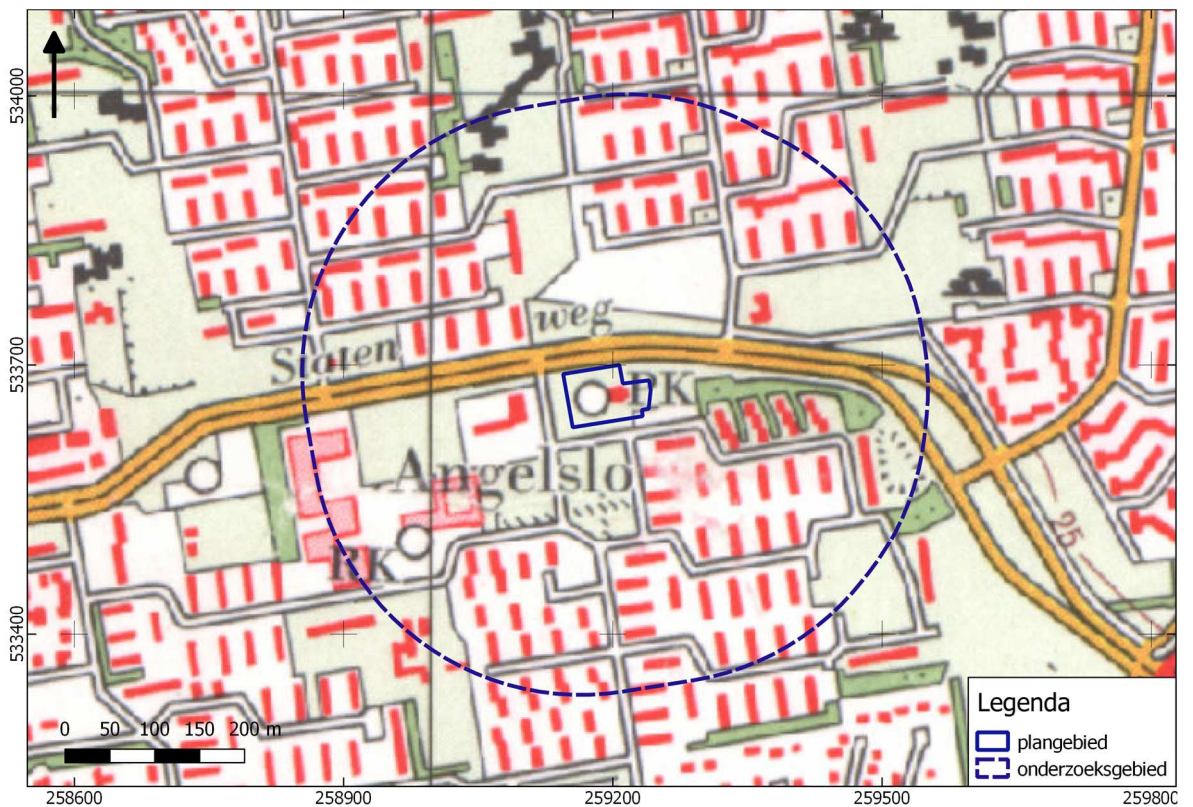 534000
533700
533400
weg
Staten
RK
Angelslo
RK
25
0 50 100 150 200 m
Legenda
plangebied
onderzoeksgebied
258600 258900 259200 259500 259800